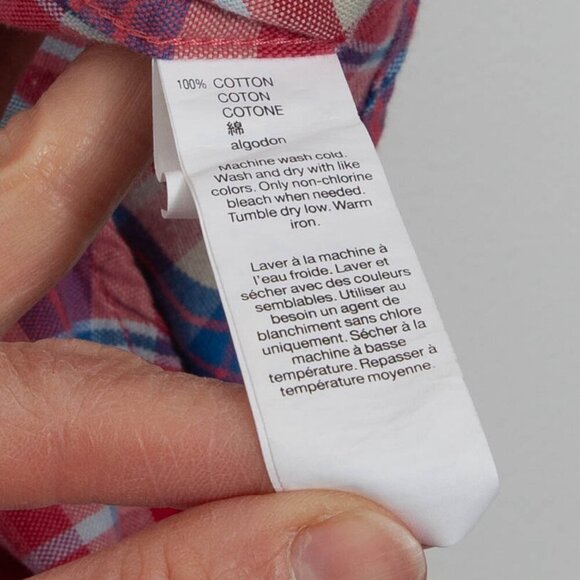 100% COTTON
COTON
COTONE
綿
algodon
Machine wash cold.
Wash and dry with like
colors. Only non-chlorine
bleach when needed.
Tumble dry low. Warm
iron.
Laver à la machine à
l'eau froide. Laver et
sécher avec des couleurs
semblables. Utiliser au
besoin un agent de
blanchiment sans chlore
uniquement. Sécher à la
machine à basse
température. Repasser à
température moyenne.